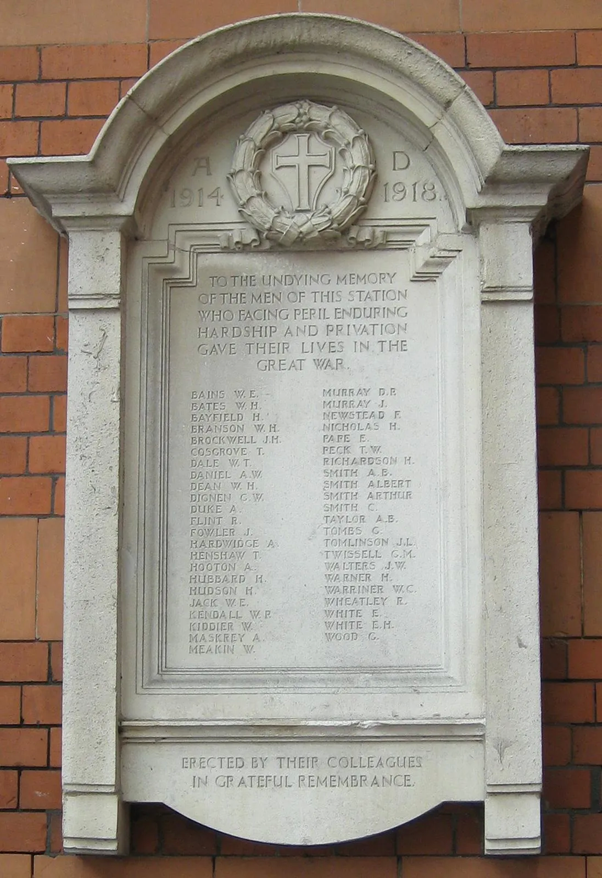 A D
1914 1918
TO THE UNDYING MEMORY
OF THE MEN OF THIS STATION
WHO FACING PERIL ENDURING
HARDSHIP AND PRIVATION
GAVE THEIR LIVES IN THE
GREAT WAR.
BAINS W.E.
BATES W.H.
BAYFIELD H.
BRANSON W.H.
BROCKWELL J.H.
COSGROVE T.
DALE W.T.
DANIEL A.W.
DEAN W.H.
DIGNEN G.W.
DUKE A.
FLINT R.
FOWLER J.
HARDWIDGE A.
HENSHAW T.
HOOTON A.
HUBBARD H.
HUDSON H.
JACK W.E.
KENDALL W.P.
KIDDIER W.
MASKREY A.
MEAKIN W.
MURRAY D.P.
MURRAY J.
NEWSTEAD F.
NICHOLAS H.
PAPE E.
PECK T.W.
RICHARDSON H.
SMITH A.B.
SMITH ALBERT
SMITH ARTHUR
SMITH C.
TAYLOR A.B.
TOMBS G.
TOMLINSON J.L.
TWISSELL G.M.
WALTERS J.W.
WARNER H.
WARRINER W.C.
WHEATLEY R.
WHITE E.
WHITE E.H.
WOOD G.
ERECTED BY THEIR COLLEAGUES
IN GRATEFUL REMEMBRANCE.